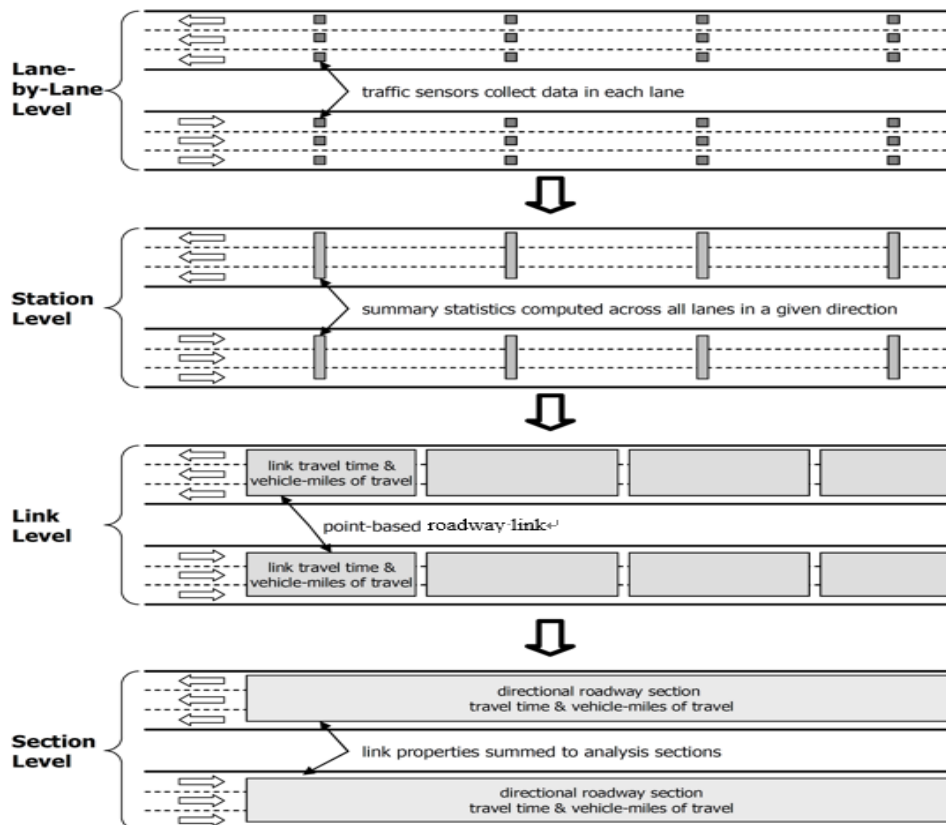 Lane-
by-Lane
Level
traffic sensors collect data in each lane
Station
Level
summary statistics computed across all lanes in a given direction
Link
Level
link travel time &
vehicle-miles of travel
point-based roadway·link↵
link travel time &
vehicle-miles of travel
Section
Level
directional roadway section
travel time & vehicle-miles of travel
link properties summed to analysis sections
directional roadway section
travel time & vehicle-miles of travel